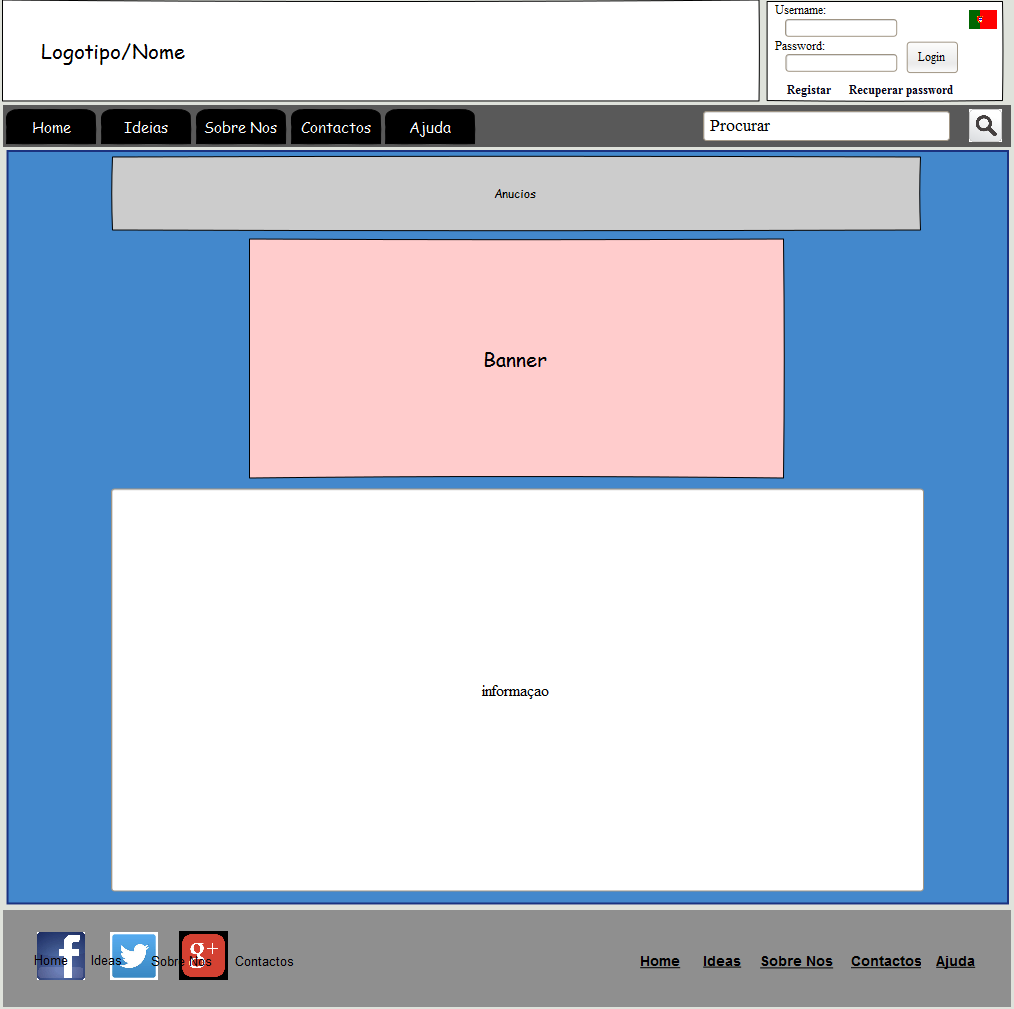 Logotipo/Nome
Username:
Password:
Login
Registar Recuperar password
Home Ideias Sobre Nos Contactos Ajuda
Procurar
Anucios
Banner
informaçao
f
g+
Home Ideas Sobre Nos Contactos
Home Ideas Sobre Nos Contactos Ajuda